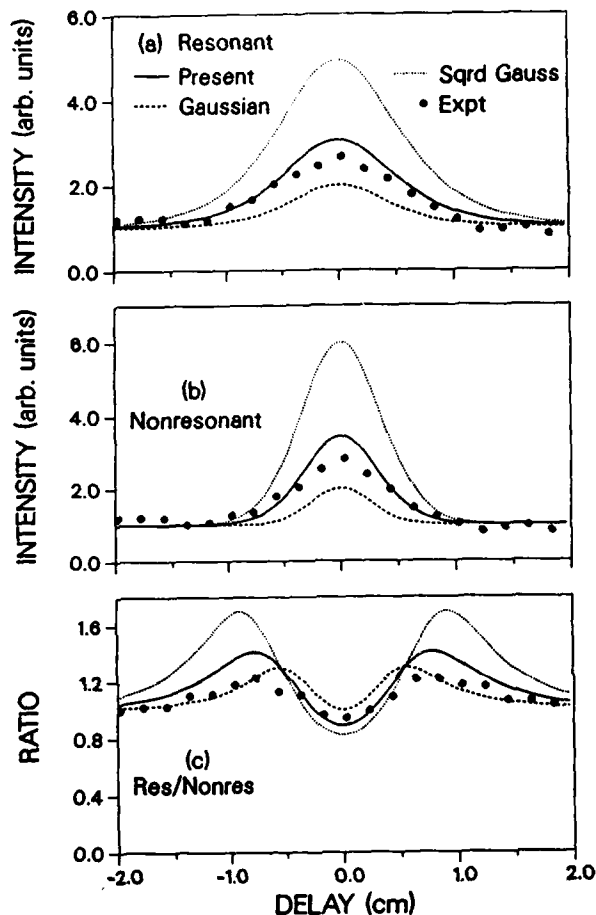 6.0
(a) Resonant
Present
Gaussian
Sqrd Gauss
Expt
4.0
2.0
0.0
INTENSITY (arb. units)
6.0
(b)
Nonresonant
4.0
2.0
0.0
INTENSITY (arb. units)
1.6
1.2
0.8
0.4
0.0
RATIO
(c)
Res/Nonres
-2.0 -1.0 0.0 1.0 2.0
DELAY (cm)